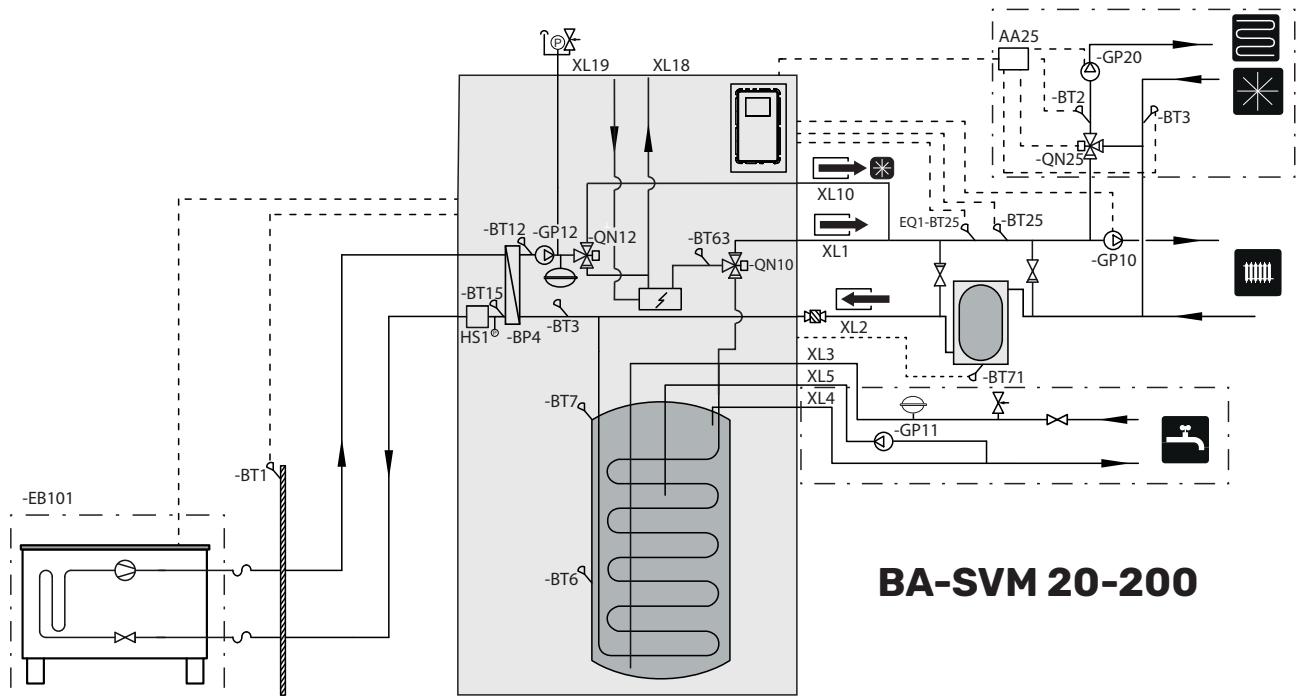 AA25
-GP20
XL19 XL18
P
-BT2
-BT3
-QN25
XL10
EQ1-BT25
-BT25
-BT12
-GP12
-QN12
-BT63
XL1
-GP10
-QN10
-BT15
XL2
HS1
P
-BP4
-BT3
XL3
-BT71
XL5
XL4
-BT7
-GP11
-BT1
-EB101
-BT6
BA-SVM 20-200